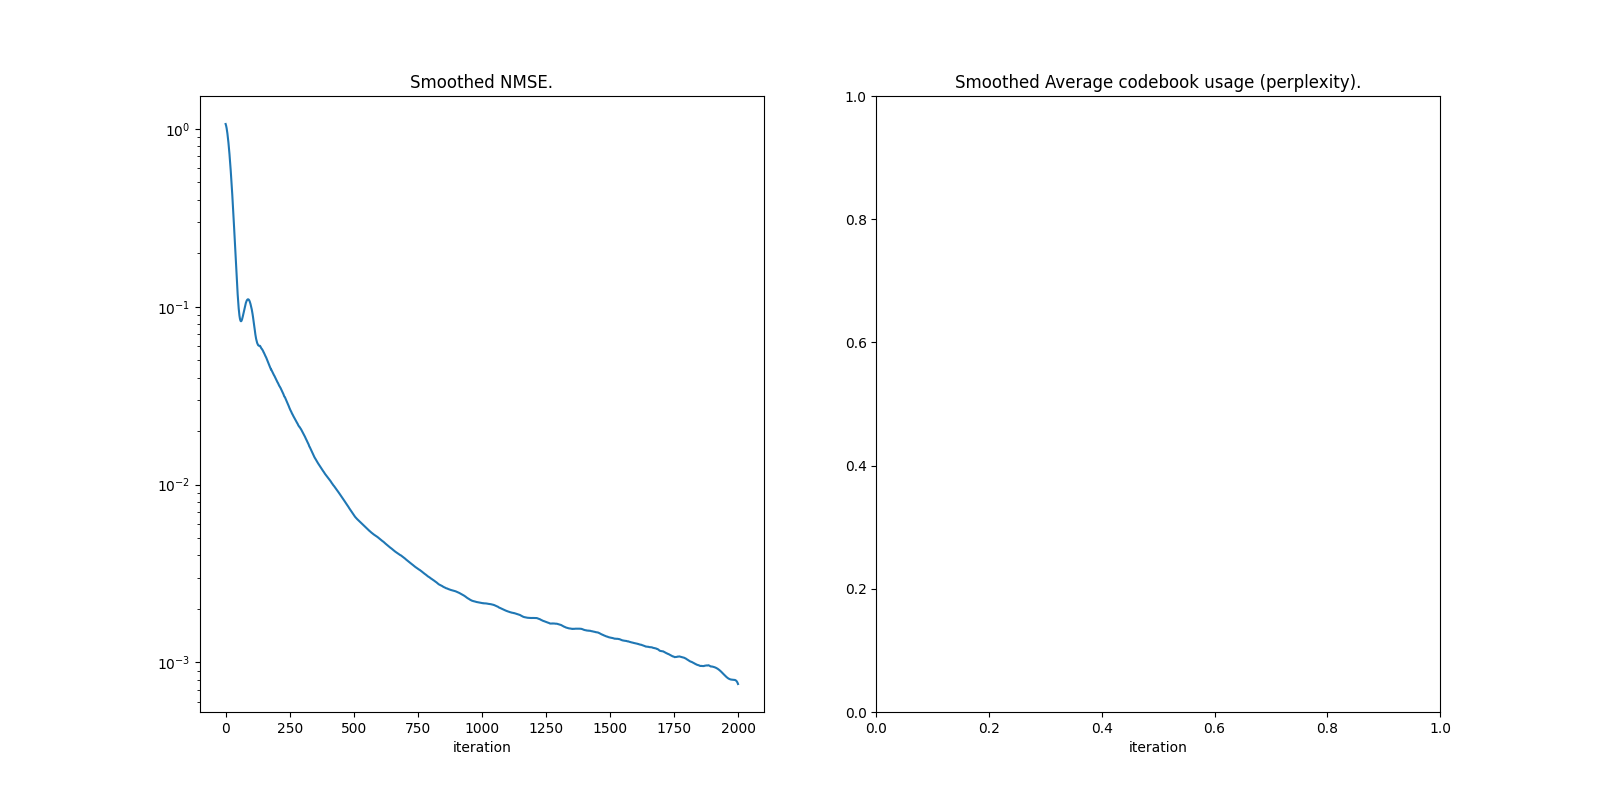 Smoothed NMSE.
10⁰
10⁻¹
10⁻²
10⁻³
0 250 500 750 1000 1250 1500 1750 2000
iteration
Smoothed Average codebook usage (perplexity).
1.0
0.8
0.6
0.4
0.2
0.0
0.0 0.2 0.4 0.6 0.8 1.0
iteration